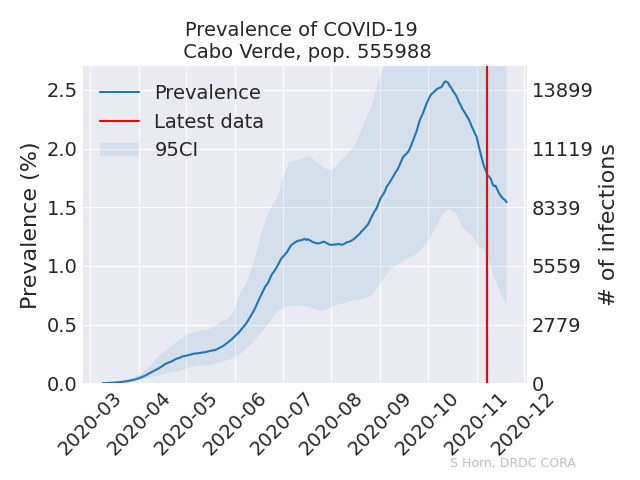 Prevalence of COVID-19
Cabo Verde, pop. 555988
Prevalence
Latest data
95CI
Prevalence (%)
2.5
2.0
1.5
1.0
0.5
0.0
# of infections
13899
11119
8339
5559
2779
0
2020-03
2020-04
2020-05
2020-06
2020-07
2020-08
2020-09
2020-10
2020-11
2020-12
S Horn, DRDC CORA